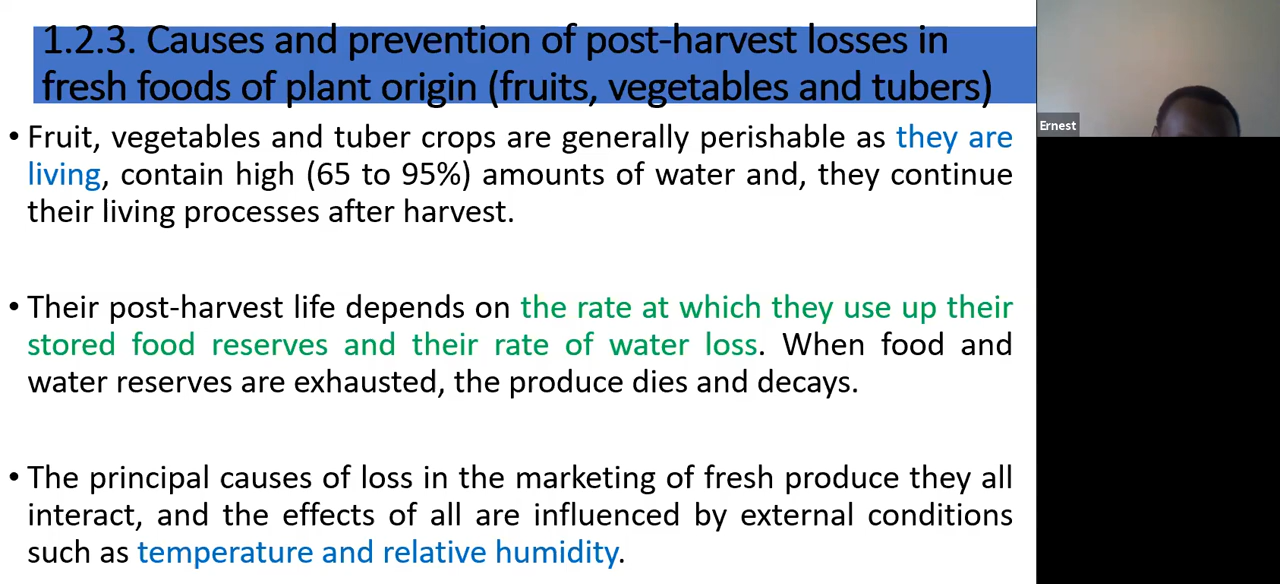 1.2.3. Causes and prevention of post-harvest losses in
fresh foods of plant origin (fruits, vegetables and tubers)
• Fruit, vegetables and tuber crops are generally perishable as they are
living, contain high (65 to 95%) amounts of water and, they continue
their living processes after harvest.
• Their post-harvest life depends on the rate at which they use up their
stored food reserves and their rate of water loss. When food and
water reserves are exhausted, the produce dies and decays.
• The principal causes of loss in the marketing of fresh produce they all
interact, and the effects of all are influenced by external conditions
such as temperature and relative humidity.
Ernest